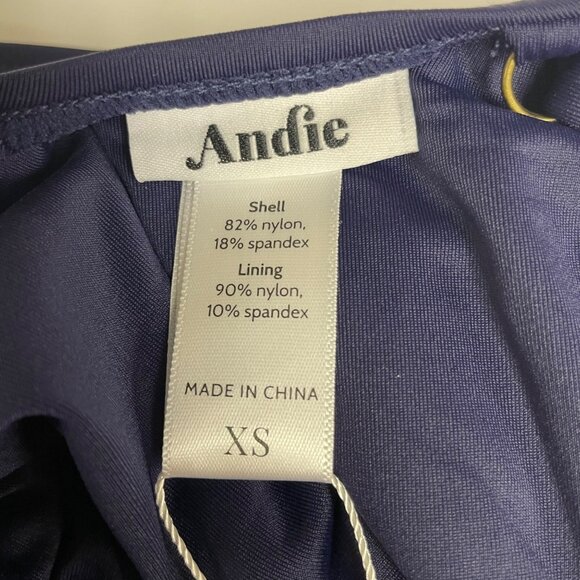 Andie
Shell
82% nylon,
18% spandex
Lining
90% nylon,
10% spandex
MADE IN CHINA
XS